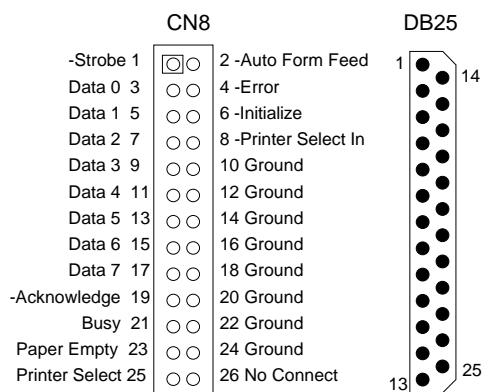 CN8 DB25
-Strobe 1 2 -Auto Form Feed 1
Data 0 3 4 -Error 14
Data 1 5 6 -Initialize
Data 2 7 8 -Printer Select In
Data 3 9 10 Ground
Data 4 11 12 Ground
Data 5 13 14 Ground
Data 6 15 16 Ground
Data 7 17 18 Ground
-Acknowledge 19 20 Ground
Busy 21 22 Ground
Paper Empty 23 24 Ground 25
Printer Select 25 26 No Connect 13